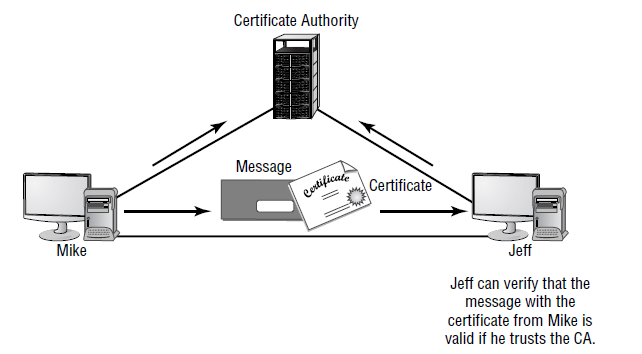 Certificate Authority
Message
Certificate
Certificate
Mike
Jeff
Jeff can verify that the
message with the
certificate from Mike is
valid if he trusts the CA.